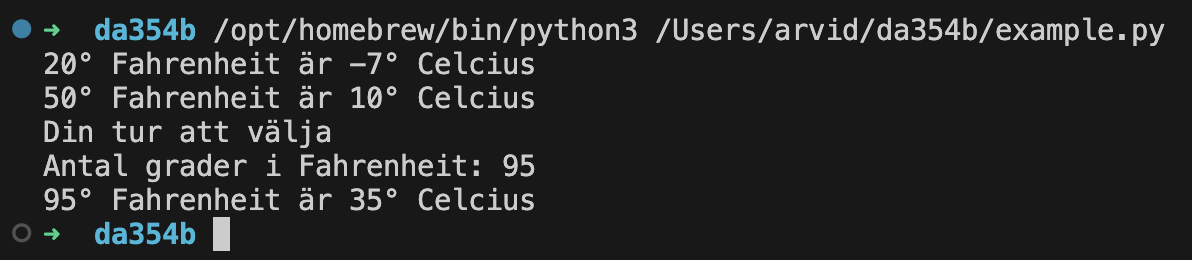 ➜ da354b /opt/homebrew/bin/python3 /Users/arvid/da354b/example.py
20° Fahrenheit är -7° Celcius
50° Fahrenheit är 10° Celcius
Din tur att välja
Antal grader i Fahrenheit: 95
95° Fahrenheit är 35° Celcius
➜ da354b